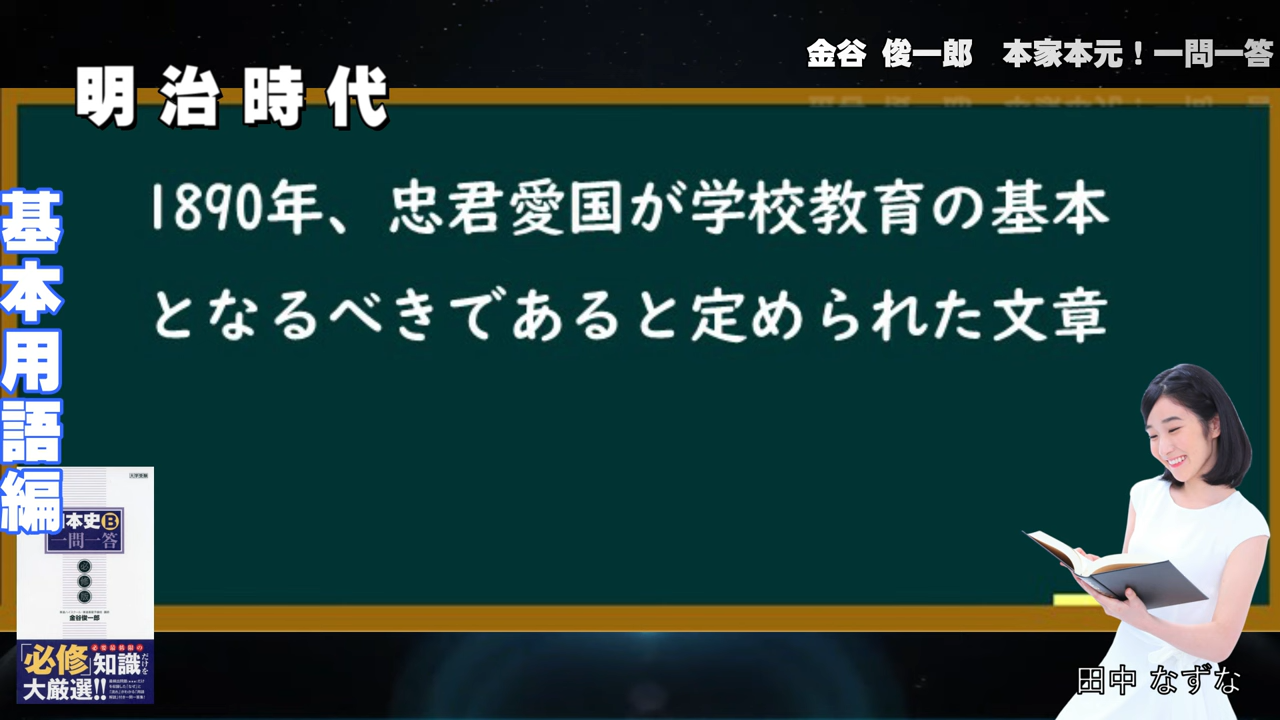 金谷 俊一郎 本家本元！一問一答
明治時代
1890年、忠君愛国が学校教育の基本
となるべきであると定められた文章
基本用語編
本史B
一問一答
金谷俊一郎
「必修」知識だけを
大厳選!!
田中 なずな